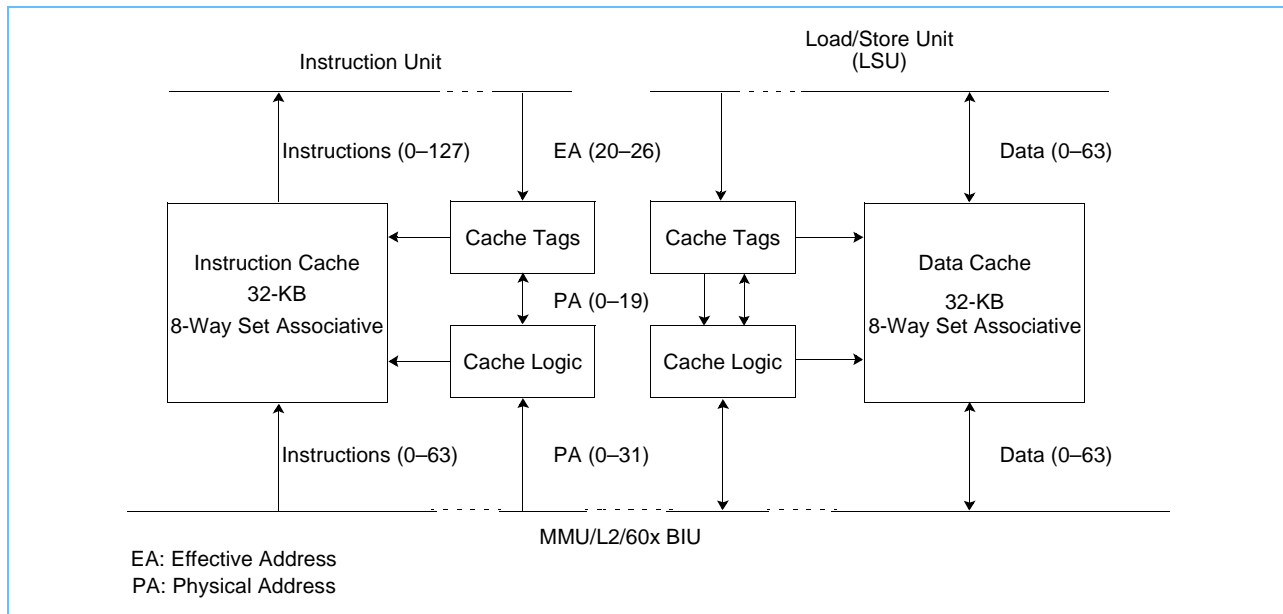 Instruction Unit
Load/Store Unit
(LSU)
Instructions (0–127)
EA (20–26)
Data (0–63)
Cache Tags
Cache Tags
Instruction Cache
32-KB
8-Way Set Associative
PA (0–19)
Data Cache
32-KB
8-Way Set Associative
Cache Logic
Cache Logic
Instructions (0–63)
PA (0–31)
Data (0–63)
MMU/L2/60x BIU
EA: Effective Address
PA: Physical Address